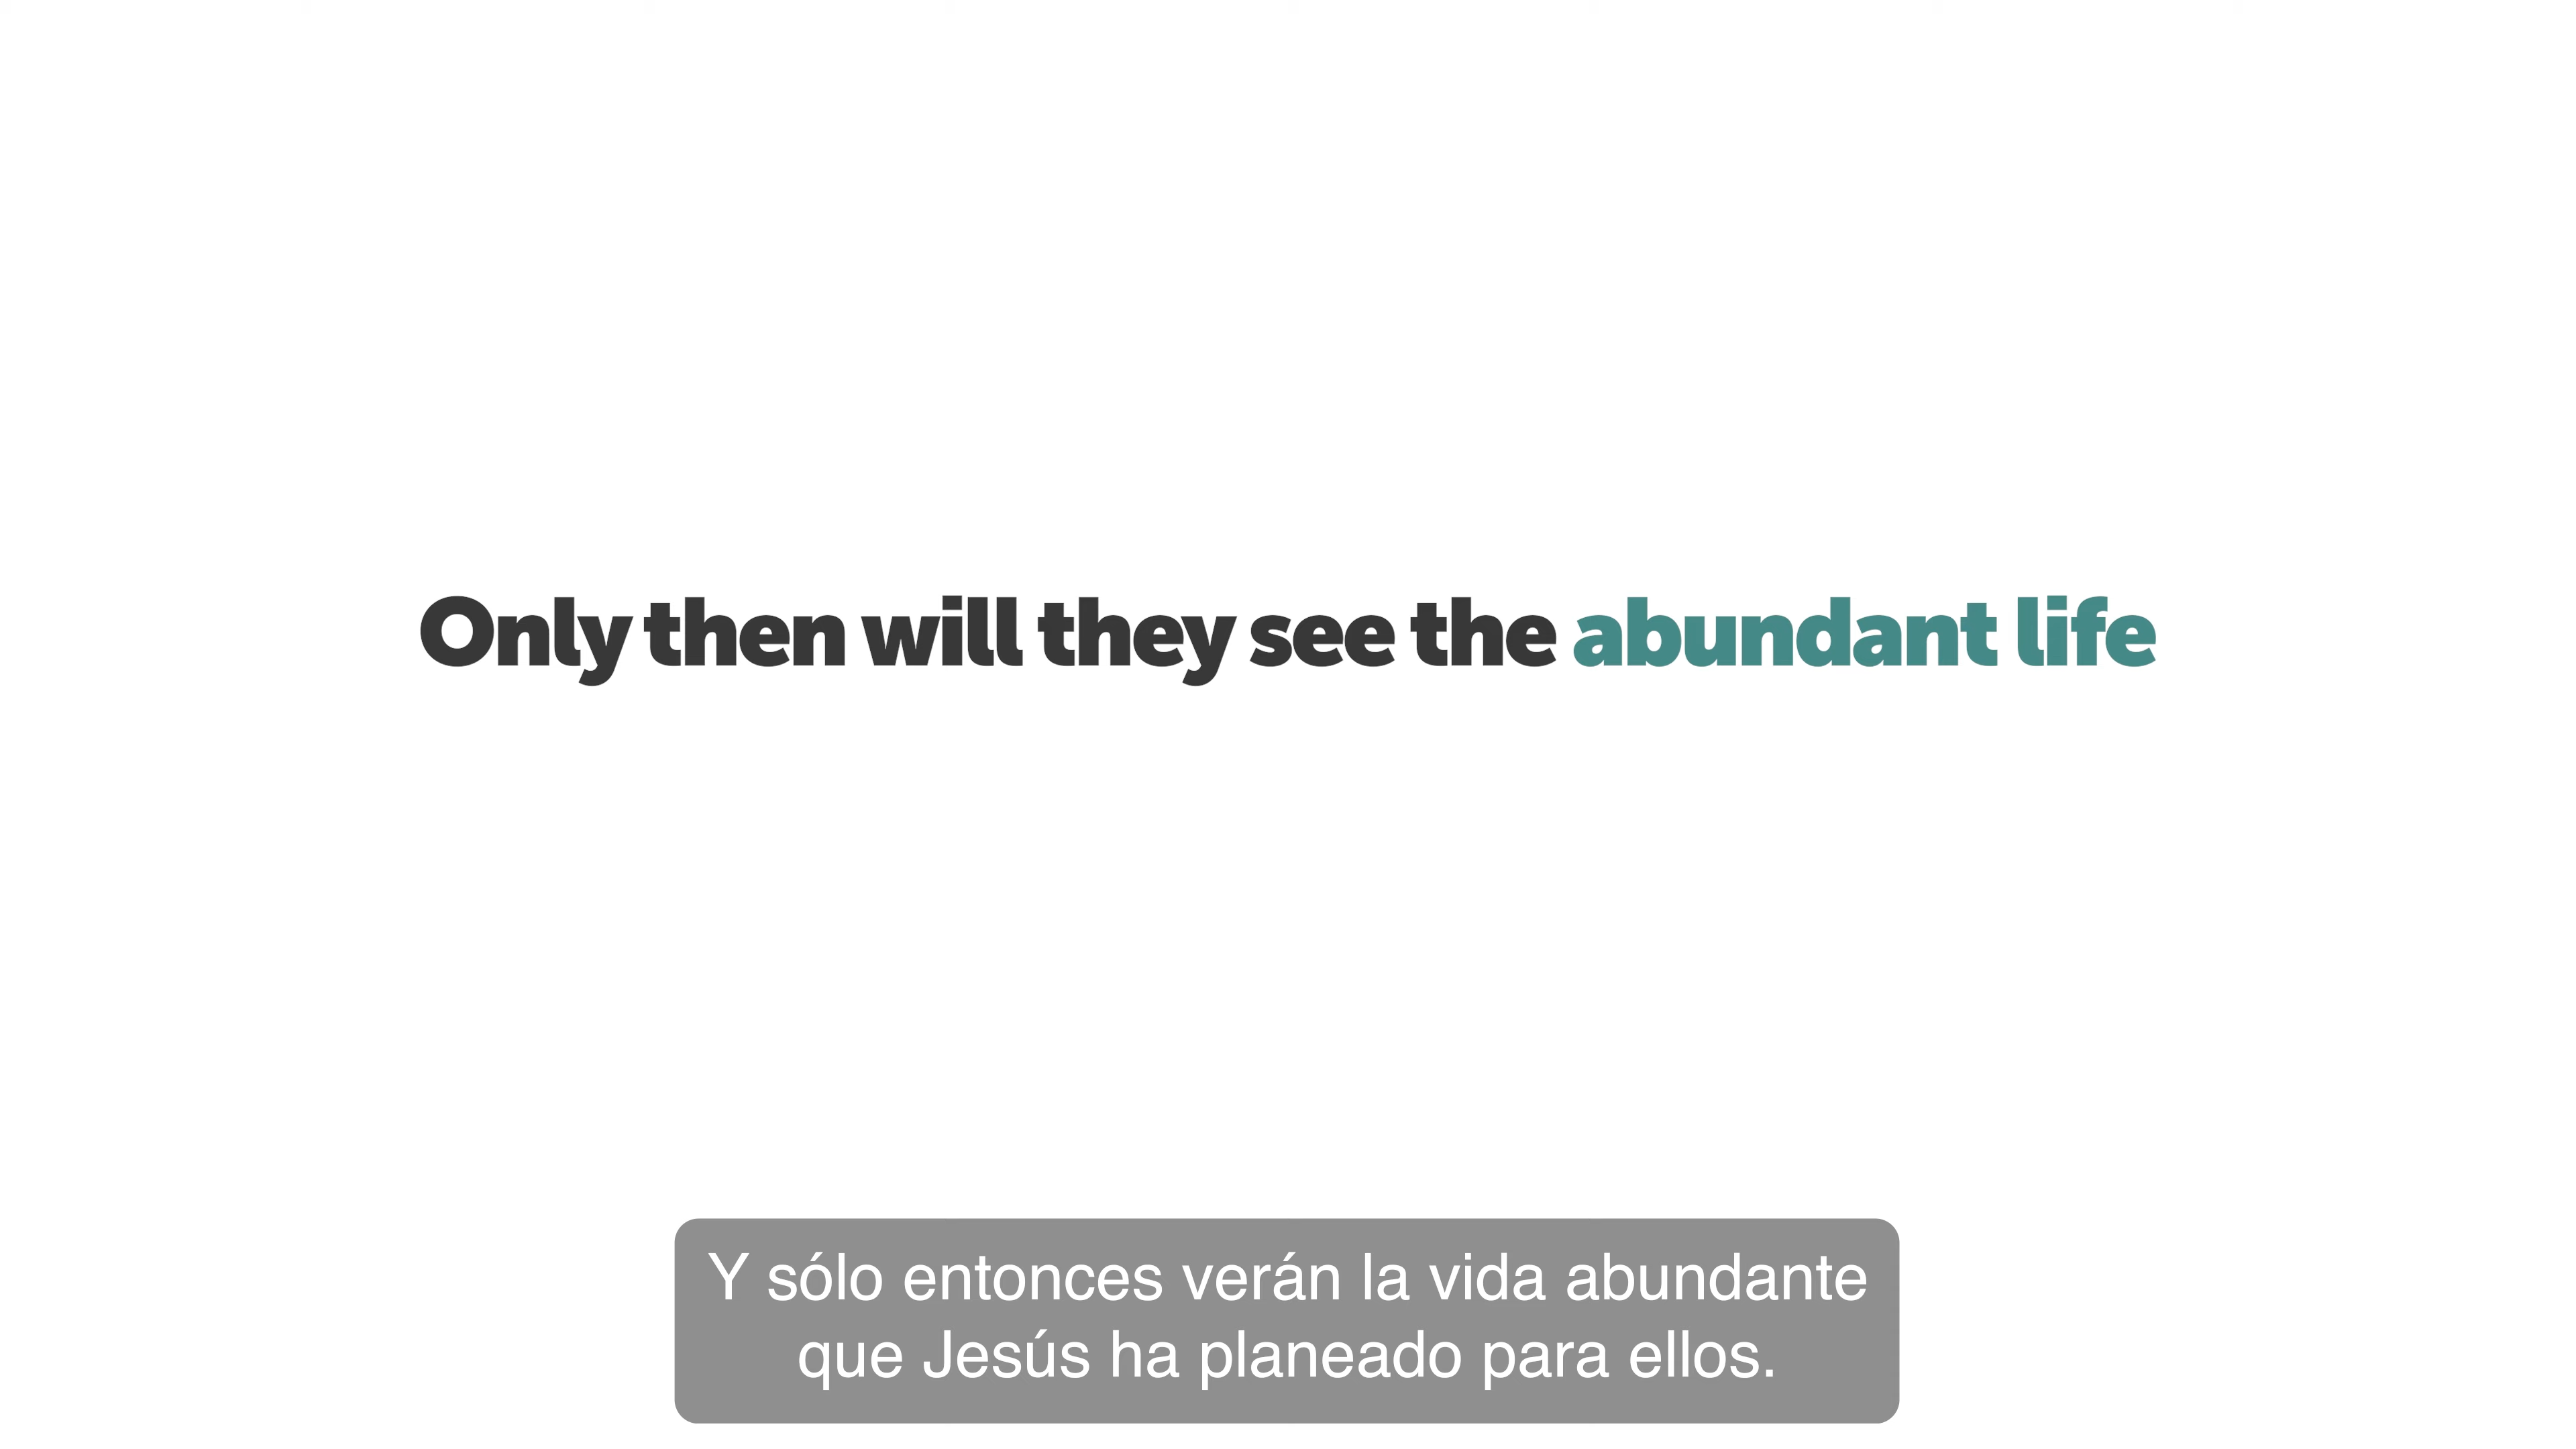 Only then will they see the abundant life
Y sólo entonces verán la vida abundante
que Jesús ha planeado para ellos.